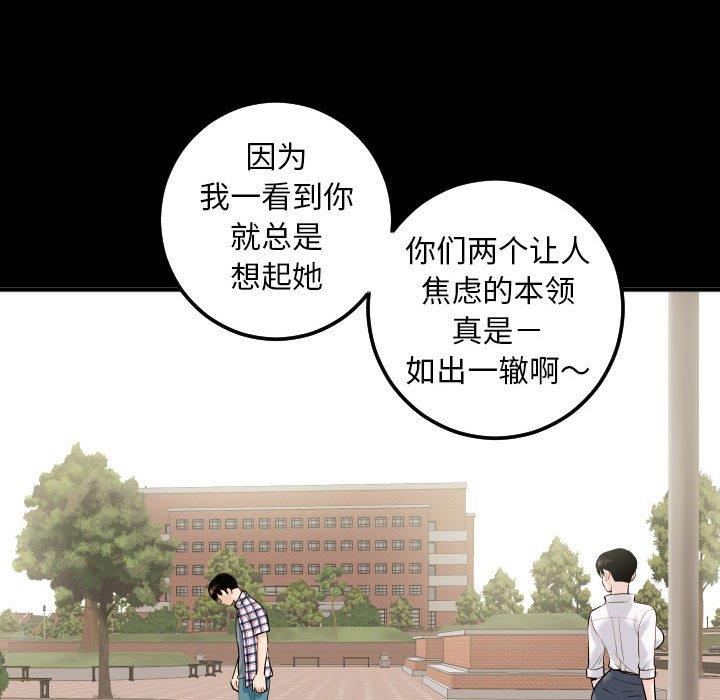 因为
我一看到你
就总是
想起她
你们两个让人
焦虑的本领
真是－
如出一辙啊～